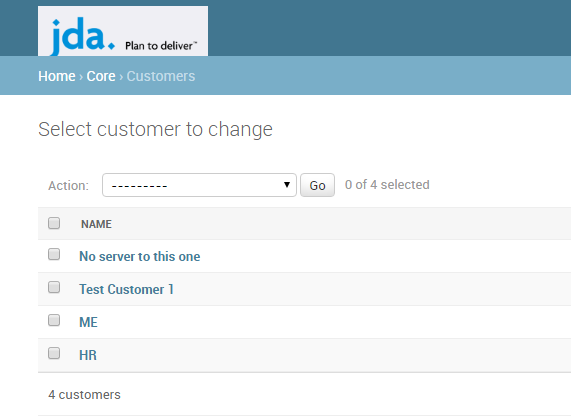 jda. Plan to deliver™
Home › Core › Customers
Select customer to change
Action: --------- Go 0 of 4 selected
NAME
No server to this one
Test Customer 1
ME
HR
4 customers